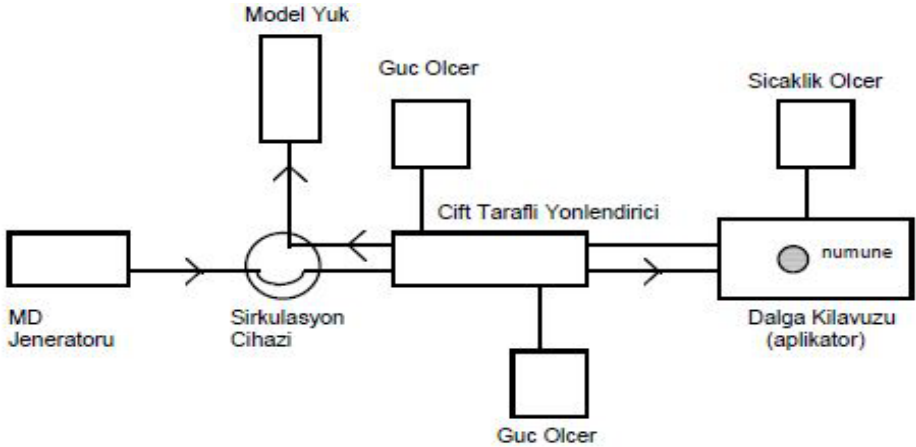 Model Yuk
Guc Olcer
Sicaklik Olcer
Cift Tarafli Yonlendirici
numune
MD
Jeneratoru
Sirkulasyon
Cihazi
Dalga Kilavuzu
(aplikator)
Guc Olcer